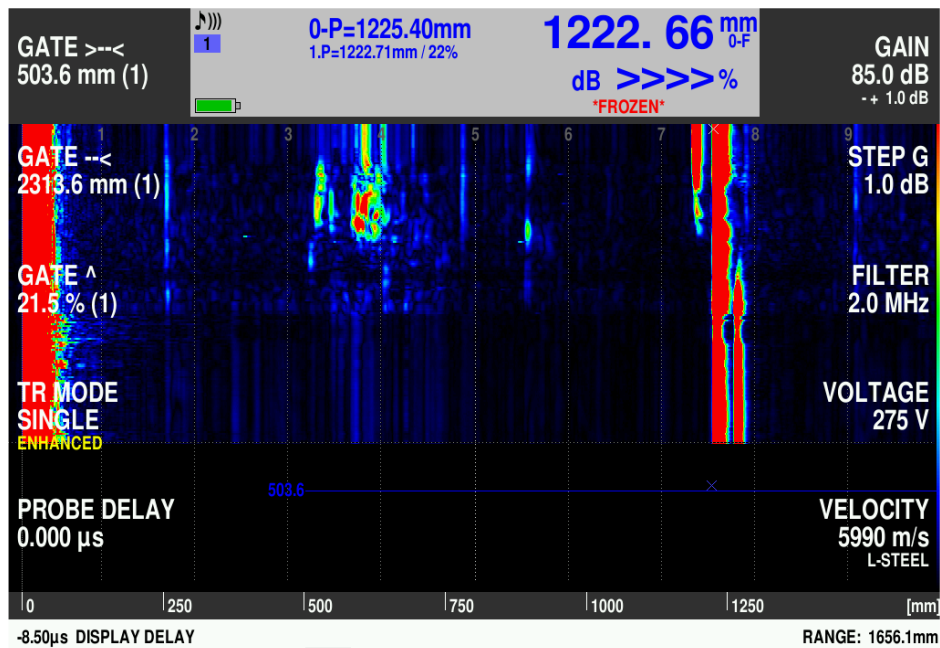 GATE >--<
503.6 mm (1)
1
0-P=1225.40mm
1.P=1222.71mm / 22%
1222. 66 mm
0-F
dB >>>> %
*FROZEN*
GAIN
85.0 dB
- + 1.0 dB
1 2 3 4 5 6 7 8 9
GATE --<
2313.6 mm (1)
STEP G
1.0 dB
GATE ^
21.5 % (1)
FILTER
2.0 MHz
TR MODE
SINGLE
ENHANCED
VOLTAGE
275 V
503.6
PROBE DELAY
0.000 µs
VELOCITY
5990 m/s
L-STEEL
0 250 500 750 1000 1250 [mm]
-8.50µs DISPLAY DELAY
RANGE: 1656.1mm